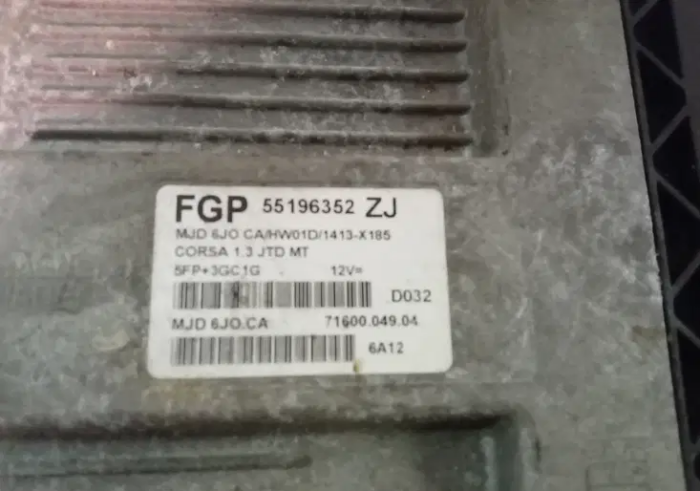 FGP 55196352 ZJ
MJD 6JO CA/HW01D/1413-X185
CORSA 1.3 JTD MT
5FP+3GC1G 12V=
D032
MJD 6JO.CA 71600.049.04
6A12